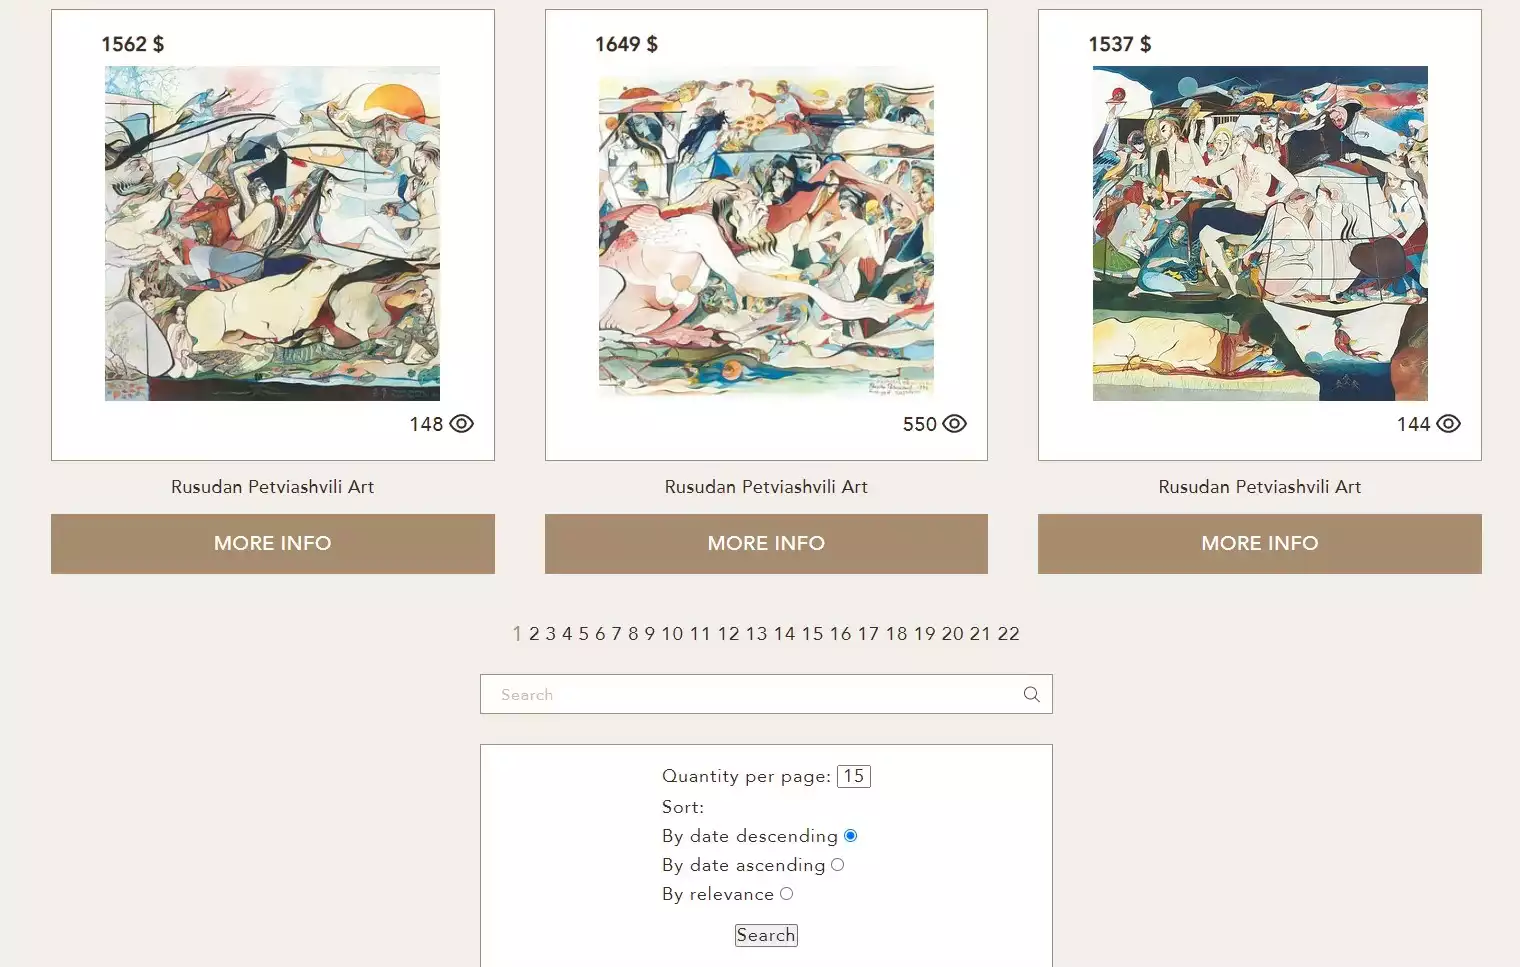 1562 $
1649 $
1537 $
148
550
144
Rusudan Petviashvili Art
Rusudan Petviashvili Art
Rusudan Petviashvili Art
MORE INFO
MORE INFO
MORE INFO
1 2 3 4 5 6 7 8 9 10 11 12 13 14 15 16 17 18 19 20 21 22
Search
Quantity per page: 15
Sort:
By date descending
By date ascending
By relevance
Search